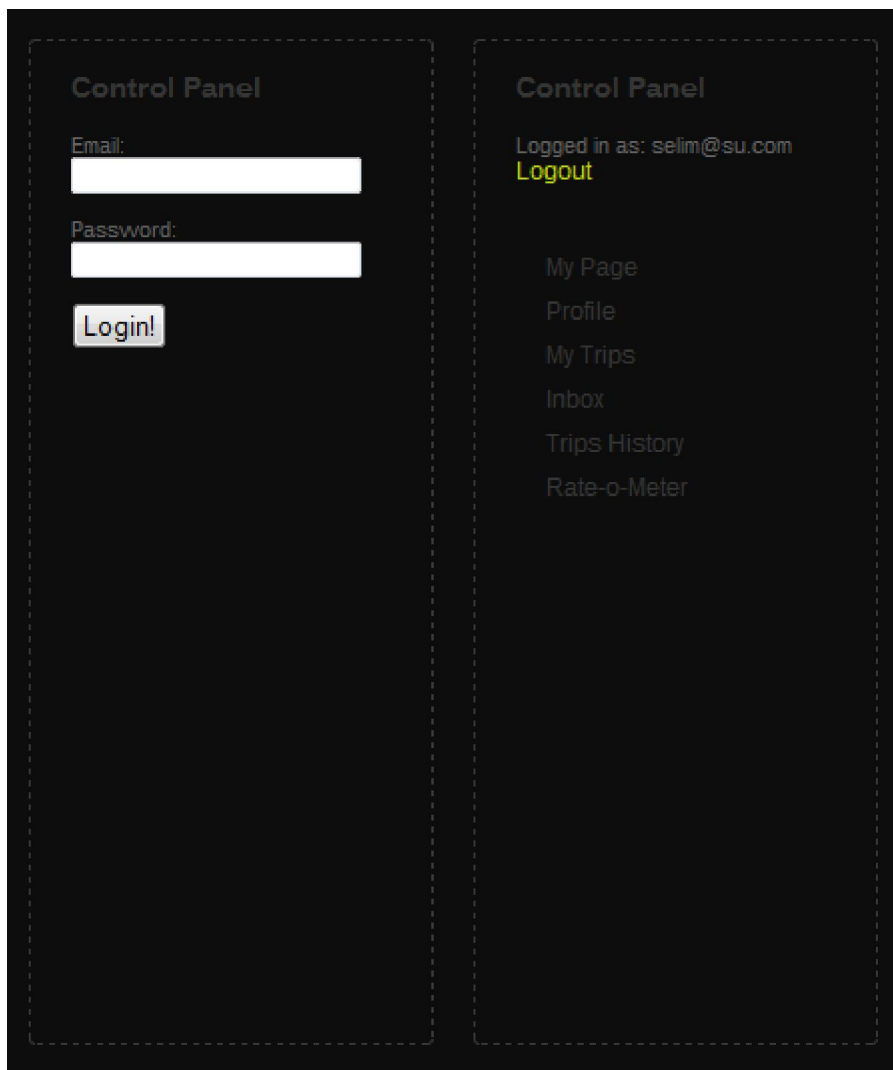 Control Panel
Email:
Password:
Login!
Control Panel
Logged in as: selim@su.com
Logout
My Page
Profile
My Trips
Inbox
Trips History
Rate-o-Meter